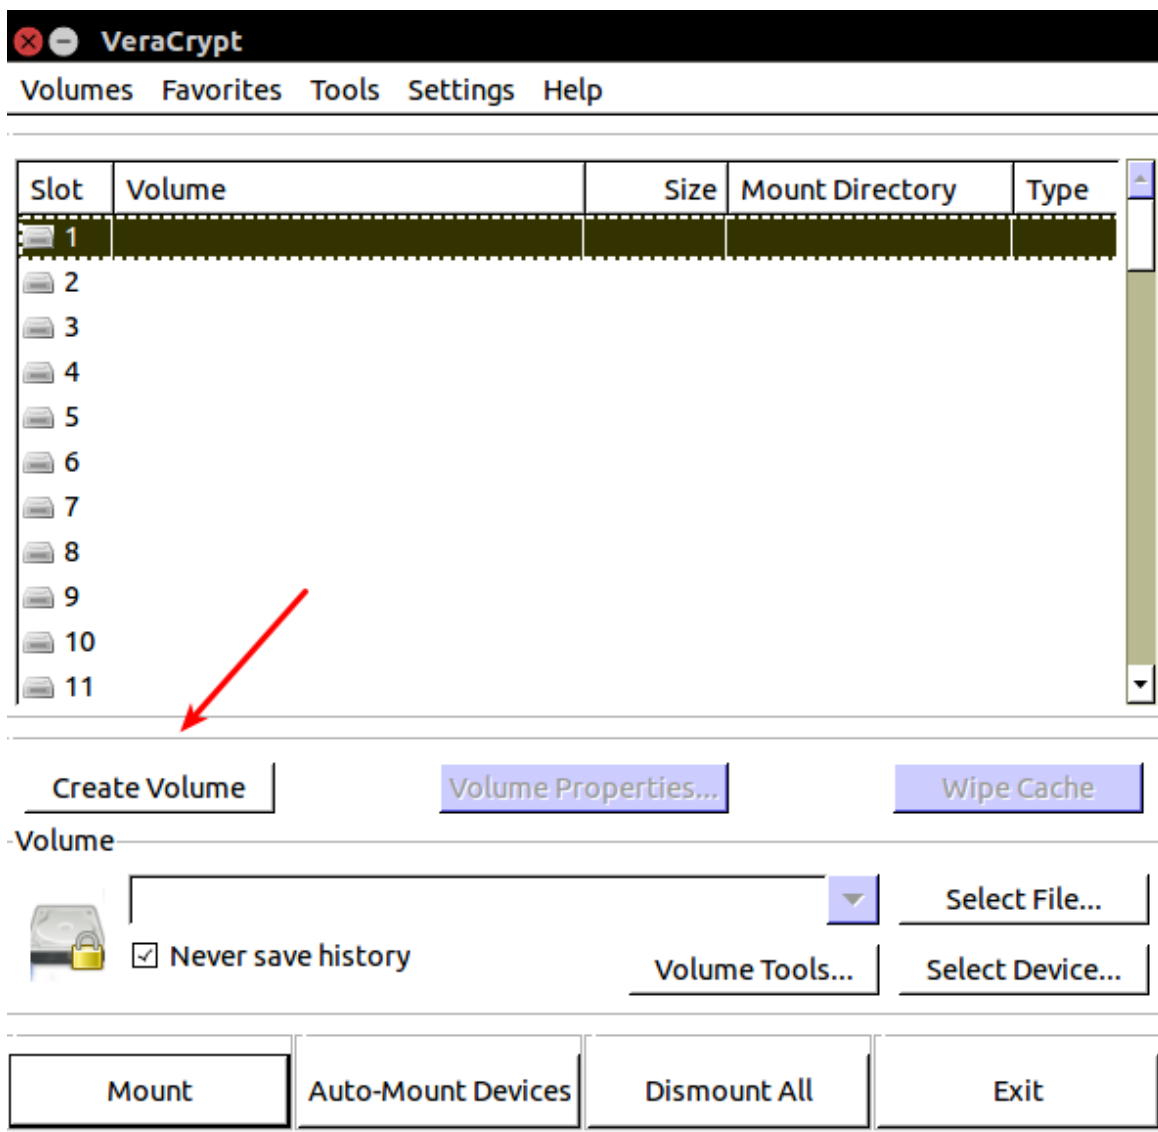 VeraCrypt
Volumes Favorites Tools Settings Help
Slot Volume Size Mount Directory Type
1
2
3
4
5
6
7
8
9
10
11
Create Volume Volume Properties... Wipe Cache
Volume
Select File...
Never save history
Volume Tools... Select Device...
Mount Auto-Mount Devices Dismount All Exit